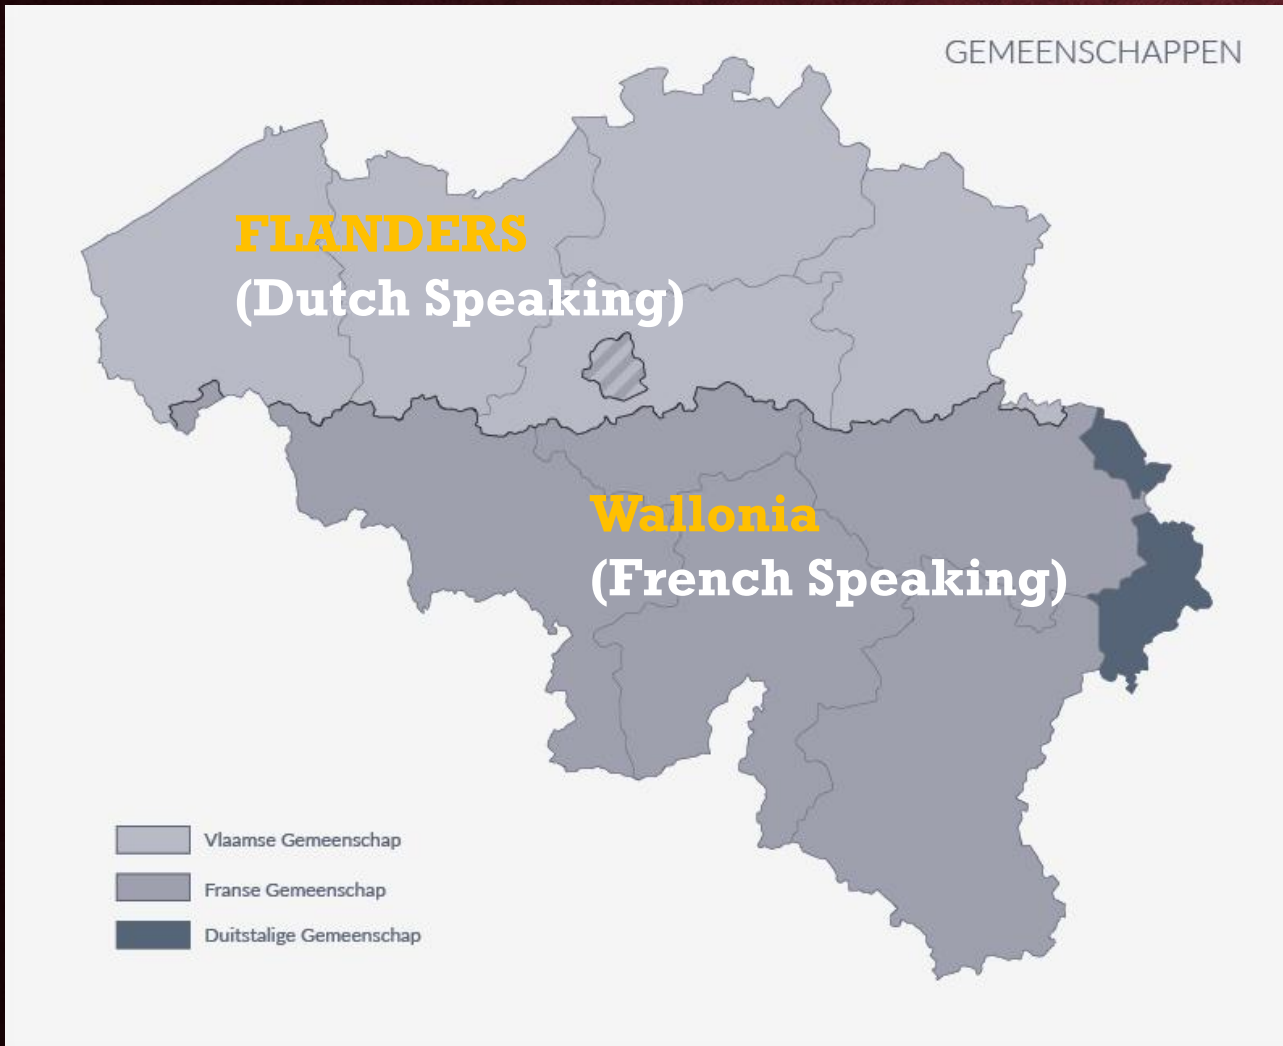 GEMEENSCHAPPEN
FLANDERS
(Dutch Speaking)
Wallonia
(French Speaking)
Vlaamse Gemeenschap
Franse Gemeenschap
Duitstalige Gemeenschap